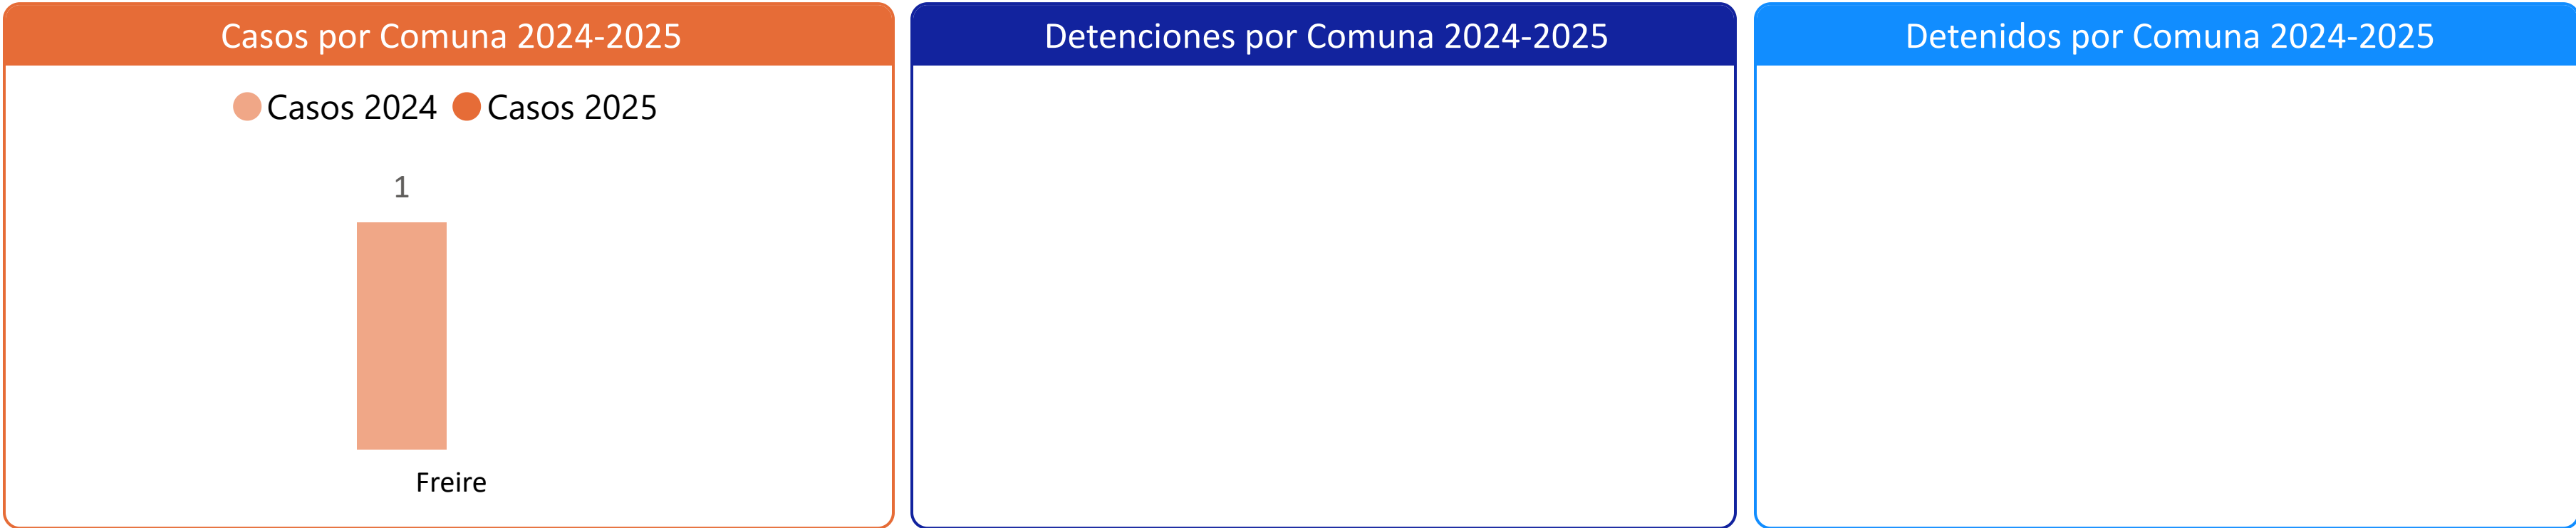 Casos por Comuna 2024-2025
Casos 2024 Casos 2025
1
Freire
Detenciones por Comuna 2024-2025
Detenidos por Comuna 2024-2025